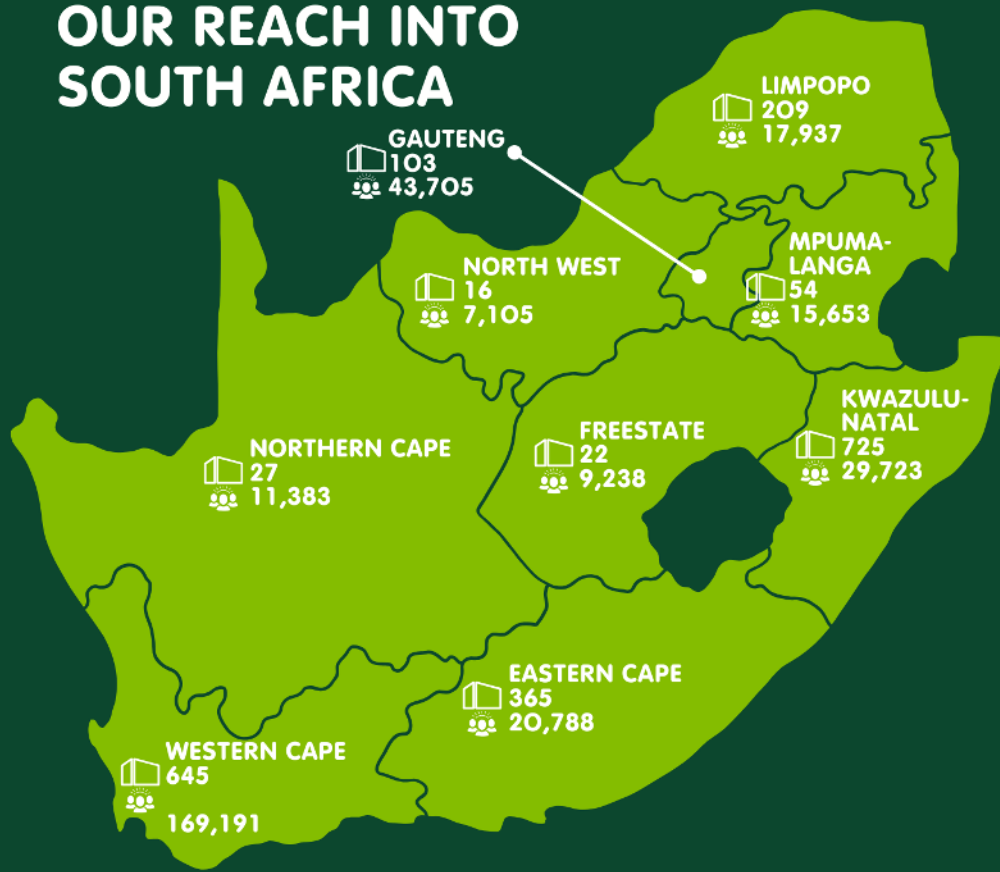 OUR REACH INTO
SOUTH AFRICA
LIMPOPO
209
17,937
GAUTENG
103
43,705
MPUMA-
LANGA
54
15,653
NORTH WEST
16
7,105
KWAZULU-
NATAL
725
29,723
FREESTATE
22
9,238
NORTHERN CAPE
27
11,383
EASTERN CAPE
365
20,788
WESTERN CAPE
645
169,191